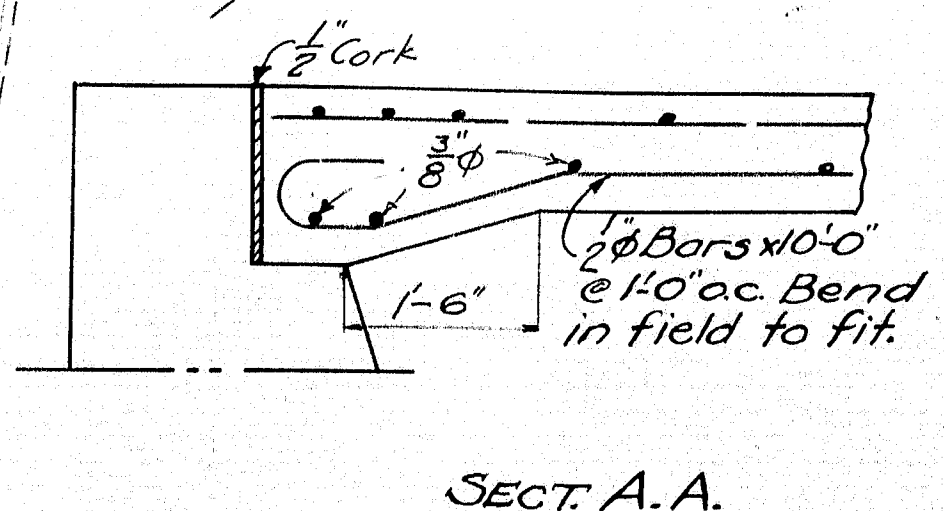 1/2" Cork
3/8" φ
1/2" φ Bars x 10'-0"
@ 1'-0" o.c. Bend
in field to fit.
1'-6"
SECT. A. A.